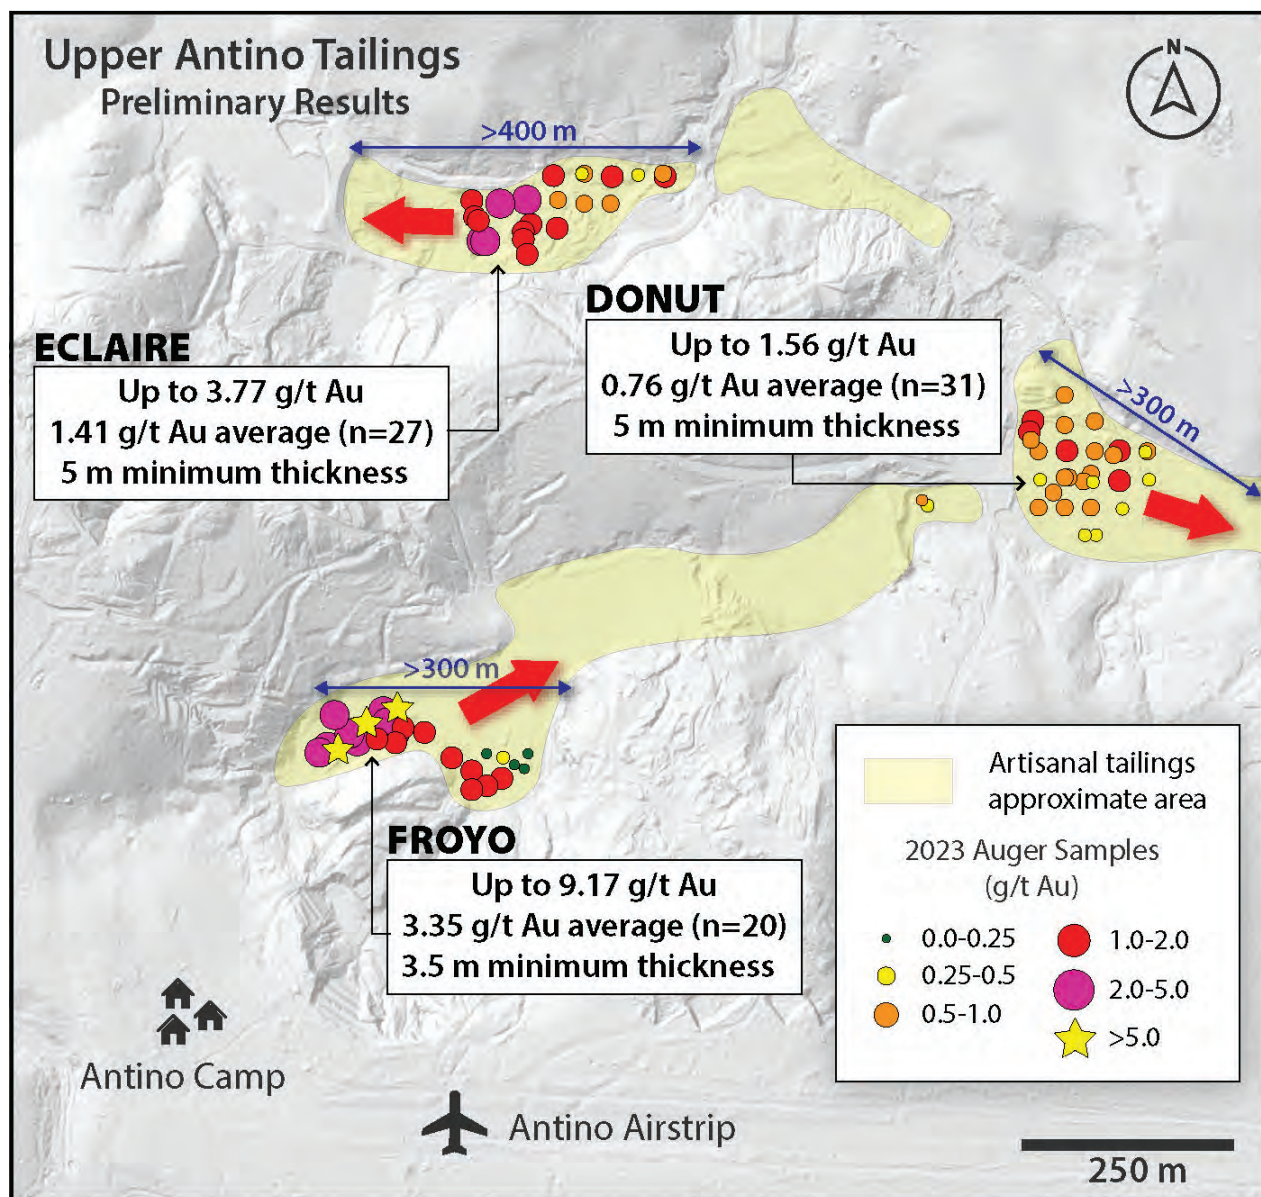 Upper Antino Tailings
Preliminary Results
N
>400 m
ECLAIRE
Up to 3.77 g/t Au
1.41 g/t Au average (n=27)
5 m minimum thickness
DONUT
Up to 1.56 g/t Au
0.76 g/t Au average (n=31)
5 m minimum thickness
>300 m
>300 m
FROYO
Up to 9.17 g/t Au
3.35 g/t Au average (n=20)
3.5 m minimum thickness
Artisanal tailings
approximate area
2023 Auger Samples
(g/t Au)
0.0-0.25
0.25-0.5
0.5-1.0
1.0-2.0
2.0-5.0
>5.0
Antino Camp
Antino Airstrip
250 m